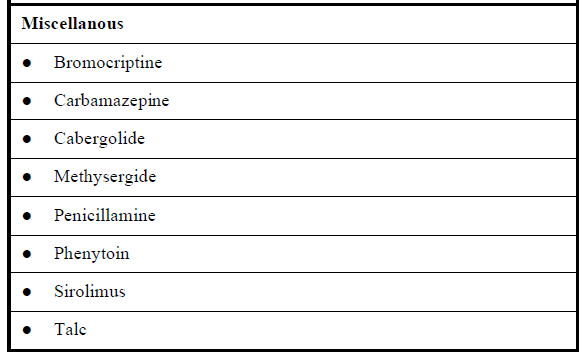 Miscellanous
● Bromocriptine
● Carbamazepine
● Cabergolide
● Methysergide
● Penicillamine
● Phenytoin
● Sirolimus
● Talc